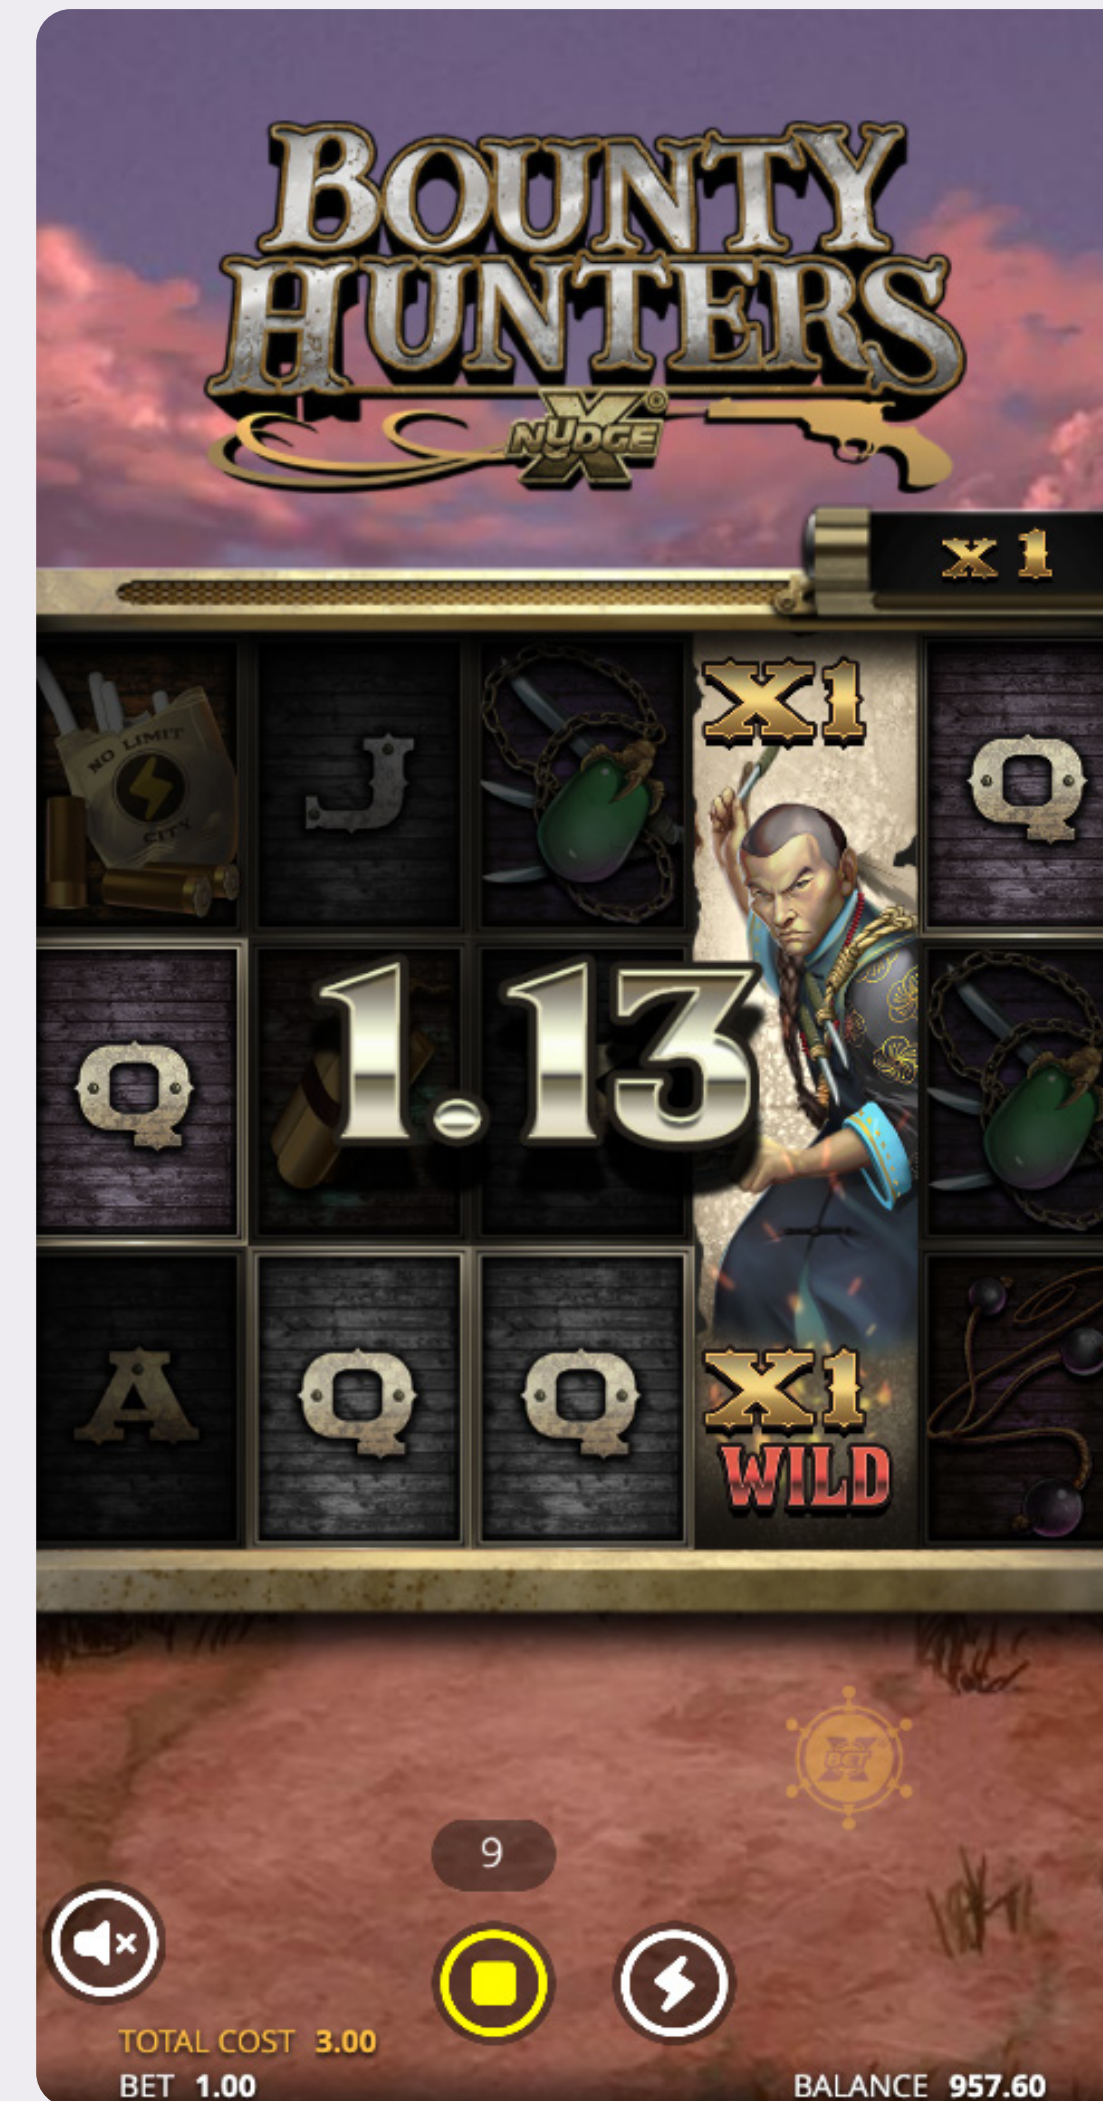 BOUNTY
HUNTERS
X NUDGE ®
X 1
NO LIMIT
CITY
J
X1
Q
Q
1.13
A
Q
Q
X1
WILD
X BET
9
TOTAL COST 3.00
BET 1.00
BALANCE 957.60